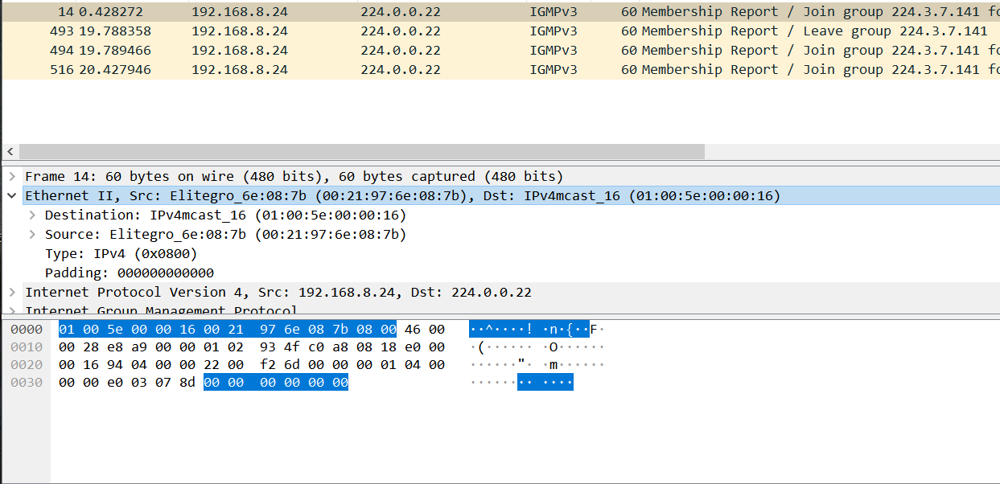 14 0.428272 192.168.8.24 224.0.0.22 IGMPv3 60 Membership Report / Join group 224.3.7.141
493 19.788358 192.168.8.24 224.0.0.22 IGMPv3 60 Membership Report / Leave group 224.3.7.141
494 19.789466 192.168.8.24 224.0.0.22 IGMPv3 60 Membership Report / Join group 224.3.7.141
516 20.427946 192.168.8.24 224.0.0.22 IGMPv3 60 Membership Report / Join group 224.3.7.141
Frame 14: 60 bytes on wire (480 bits), 60 bytes captured (480 bits)
Ethernet II, Src: Elitegro_6e:08:7b (00:21:97:6e:08:7b), Dst: IPv4mcast_16 (01:00:5e:00:00:16)
Destination: IPv4mcast_16 (01:00:5e:00:00:16)
Source: Elitegro_6e:08:7b (00:21:97:6e:08:7b)
Type: IPv4 (0x0800)
Padding: 000000000000
Internet Protocol Version 4, Src: 192.168.8.24, Dst: 224.0.0.22
Internet Group Management Protocol
0000 01 00 5e 00 00 16 00 21 97 6e 08 7b 08 00 46 00 ··^····! ·n·{··F·
0010 00 28 e8 a9 00 00 01 02 93 4f c0 a8 08 18 e0 00 ·(······ ·O······
0020 00 16 94 04 00 00 22 00 f2 6d 00 00 00 01 04 00 ······"· ·m······
0030 00 00 e0 03 07 8d 00 00 00 00 00 00 ········ ····